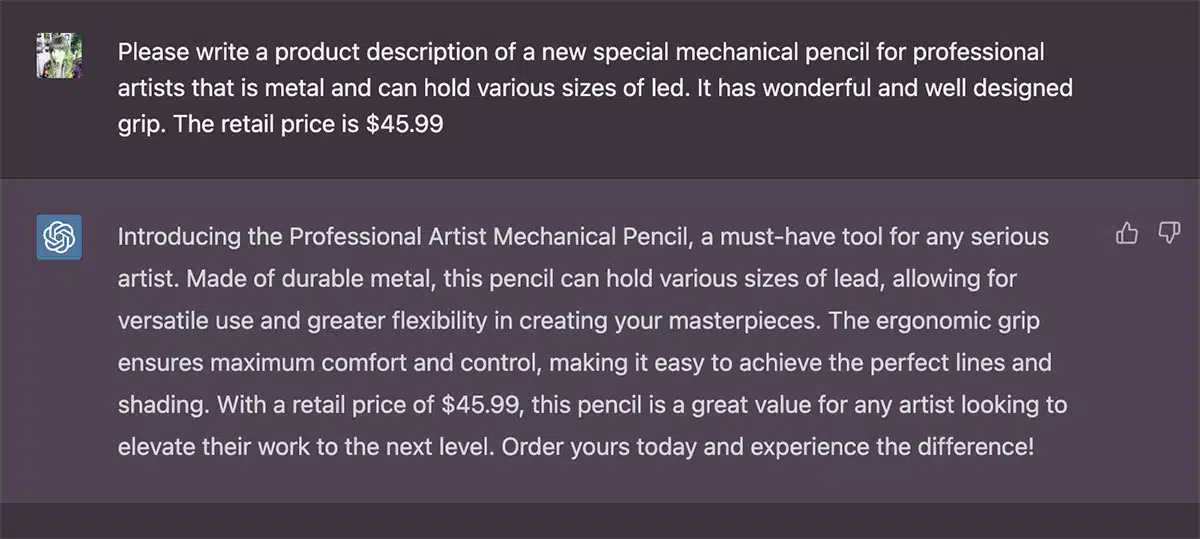 Please write a product description of a new special mechanical pencil for professional
artists that is metal and can hold various sizes of led. It has wonderful and well designed
grip. The retail price is $45.99
Introducing the Professional Artist Mechanical Pencil, a must-have tool for any serious
artist. Made of durable metal, this pencil can hold various sizes of lead, allowing for
versatile use and greater flexibility in creating your masterpieces. The ergonomic grip
ensures maximum comfort and control, making it easy to achieve the perfect lines and
shading. With a retail price of $45.99, this pencil is a great value for any artist looking to
elevate their work to the next level. Order yours today and experience the difference!